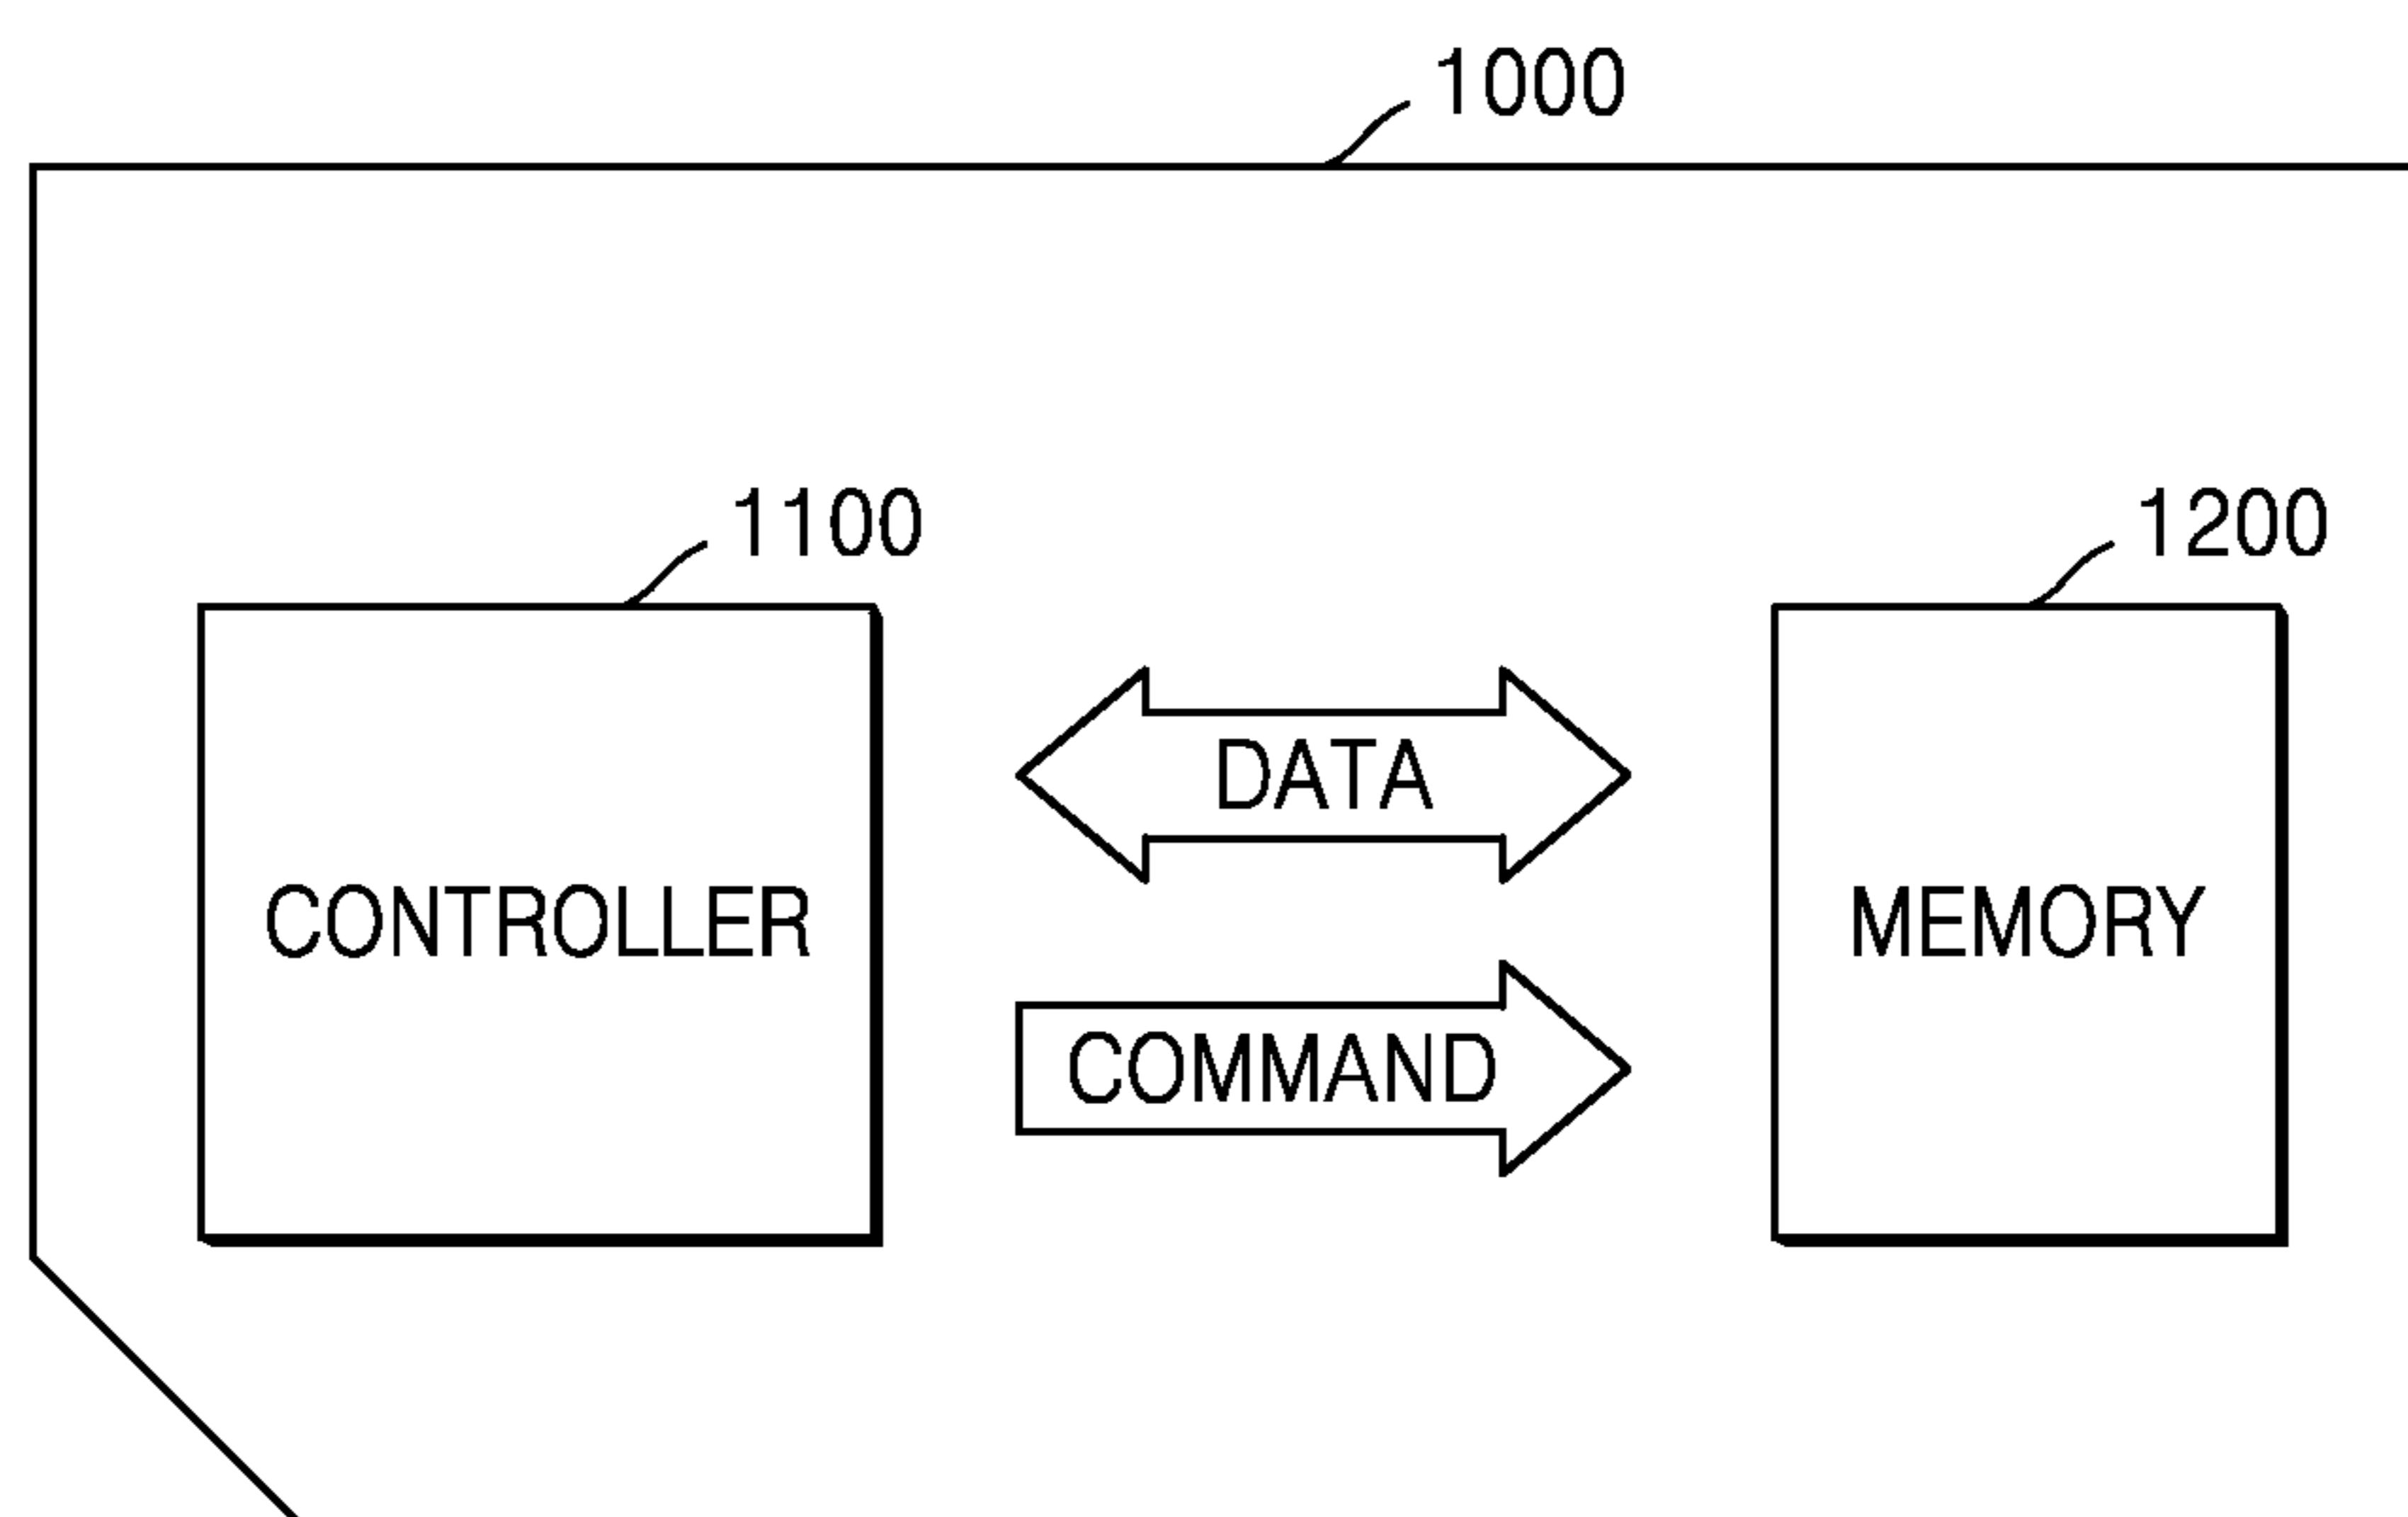 1000
1100
1200
DATA
CONTROLLER
MEMORY
COMMAND